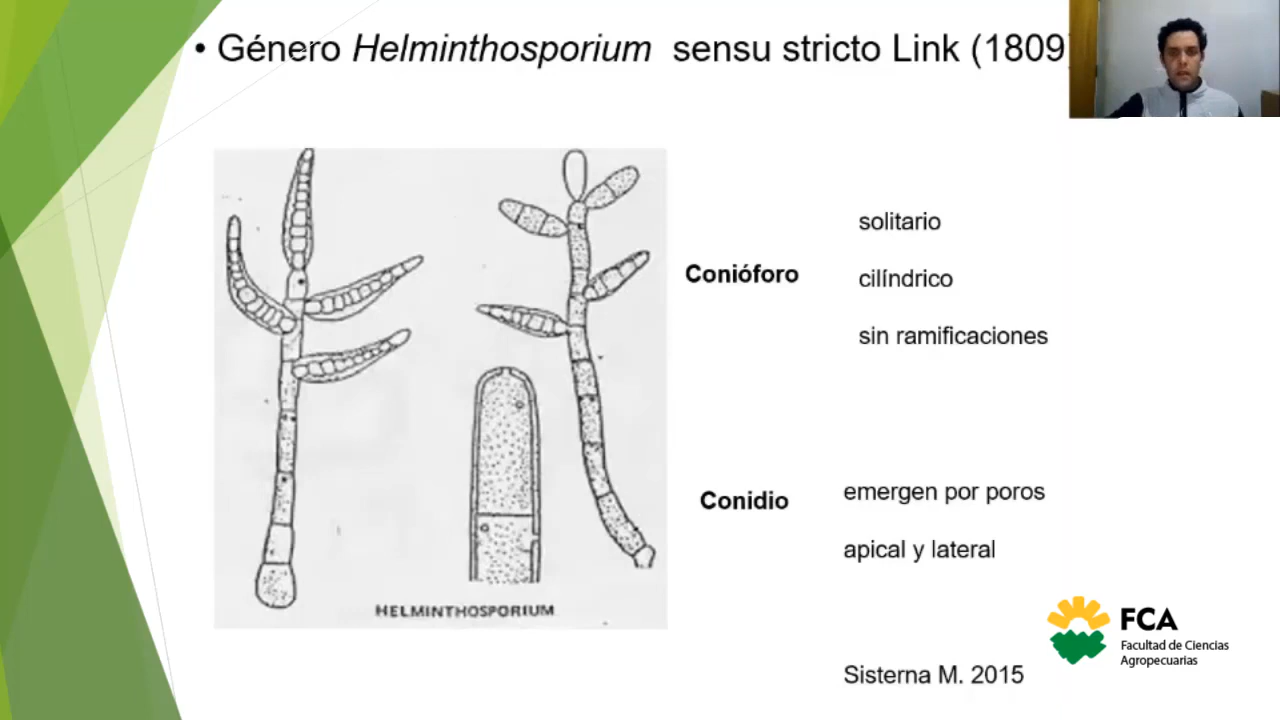 • Género Helminthosporium sensu stricto Link (1809)
solitario
Conióforo
cilíndrico
sin ramificaciones
emergen por poros
Conidio
apical y lateral
HELMINTHOSPORIUM
FCA
Facultad de Ciencias
Agropecuarias
Sisterna M. 2015